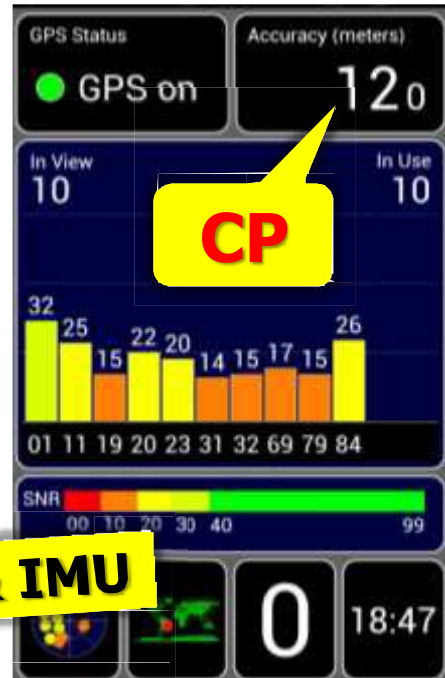 GPS Status
GPS on
Accuracy (meters)
120
In View
10
In Use
10
CP
32 25 15 22 20 14 15 17 15 26
01 11 19 20 23 31 32 69 79 84
SNR
00 10 20 30 40 99
IMU
0
18:47